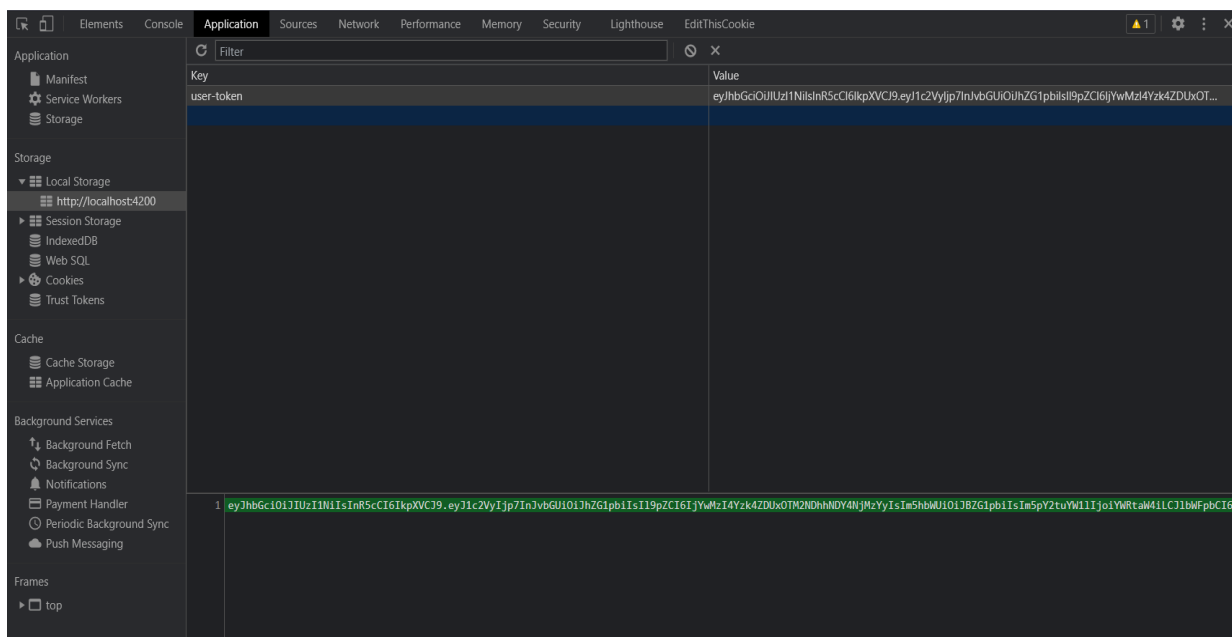 Elements Console Application Sources Network Performance Memory Security Lighthouse EditThisCookie 1
Application
Manifest
Service Workers
Storage
Storage
Local Storage
http://localhost:4200
Session Storage
IndexedDB
Web SQL
Cookies
Trust Tokens
Cache
Cache Storage
Application Cache
Background Services
Background Fetch
Background Sync
Notifications
Payment Handler
Periodic Background Sync
Push Messaging
Frames
top
Filter
Key Value
user-token eyJhbGciOiJIUzI1NiIsInR5cCI6IkpXVCJ9.eyJ1c2VyIjp7InJvbGUiOiJhZG1pbiIsIl9pZCI6IjYwMzI4Yzk4ZDUxOT...
1 eyJhbGciOiJIUzI1NiIsInR5cCI6IkpXVCJ9.eyJ1c2VyIjp7InJvbGUiOiJhZG1pbiIsIl9pZCI6IjYwMzI4Yzk4ZDUxOTM2NDhhNDY4NjMzYyIsIm5hbWUiOiJBZG1pbiIsIm5pY2tuYW1lIjoiYWRtaW4iLCJlbWFpbCI6